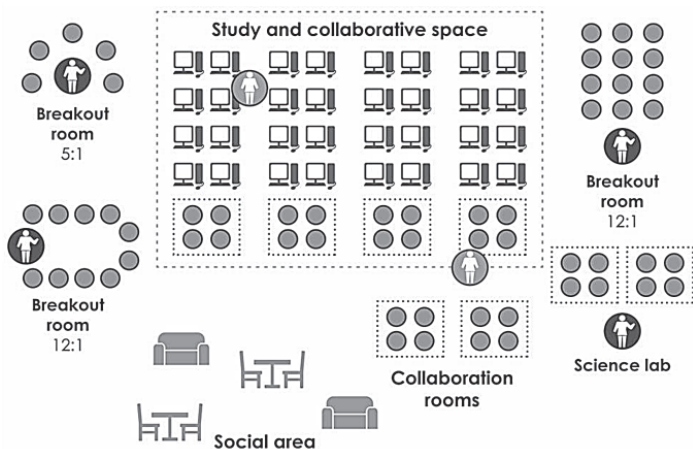 Study and collaborative space
Breakout
room
5:1
Breakout
room
12:1
Breakout
room
12:1
Science lab
Collaboration
rooms
Social area